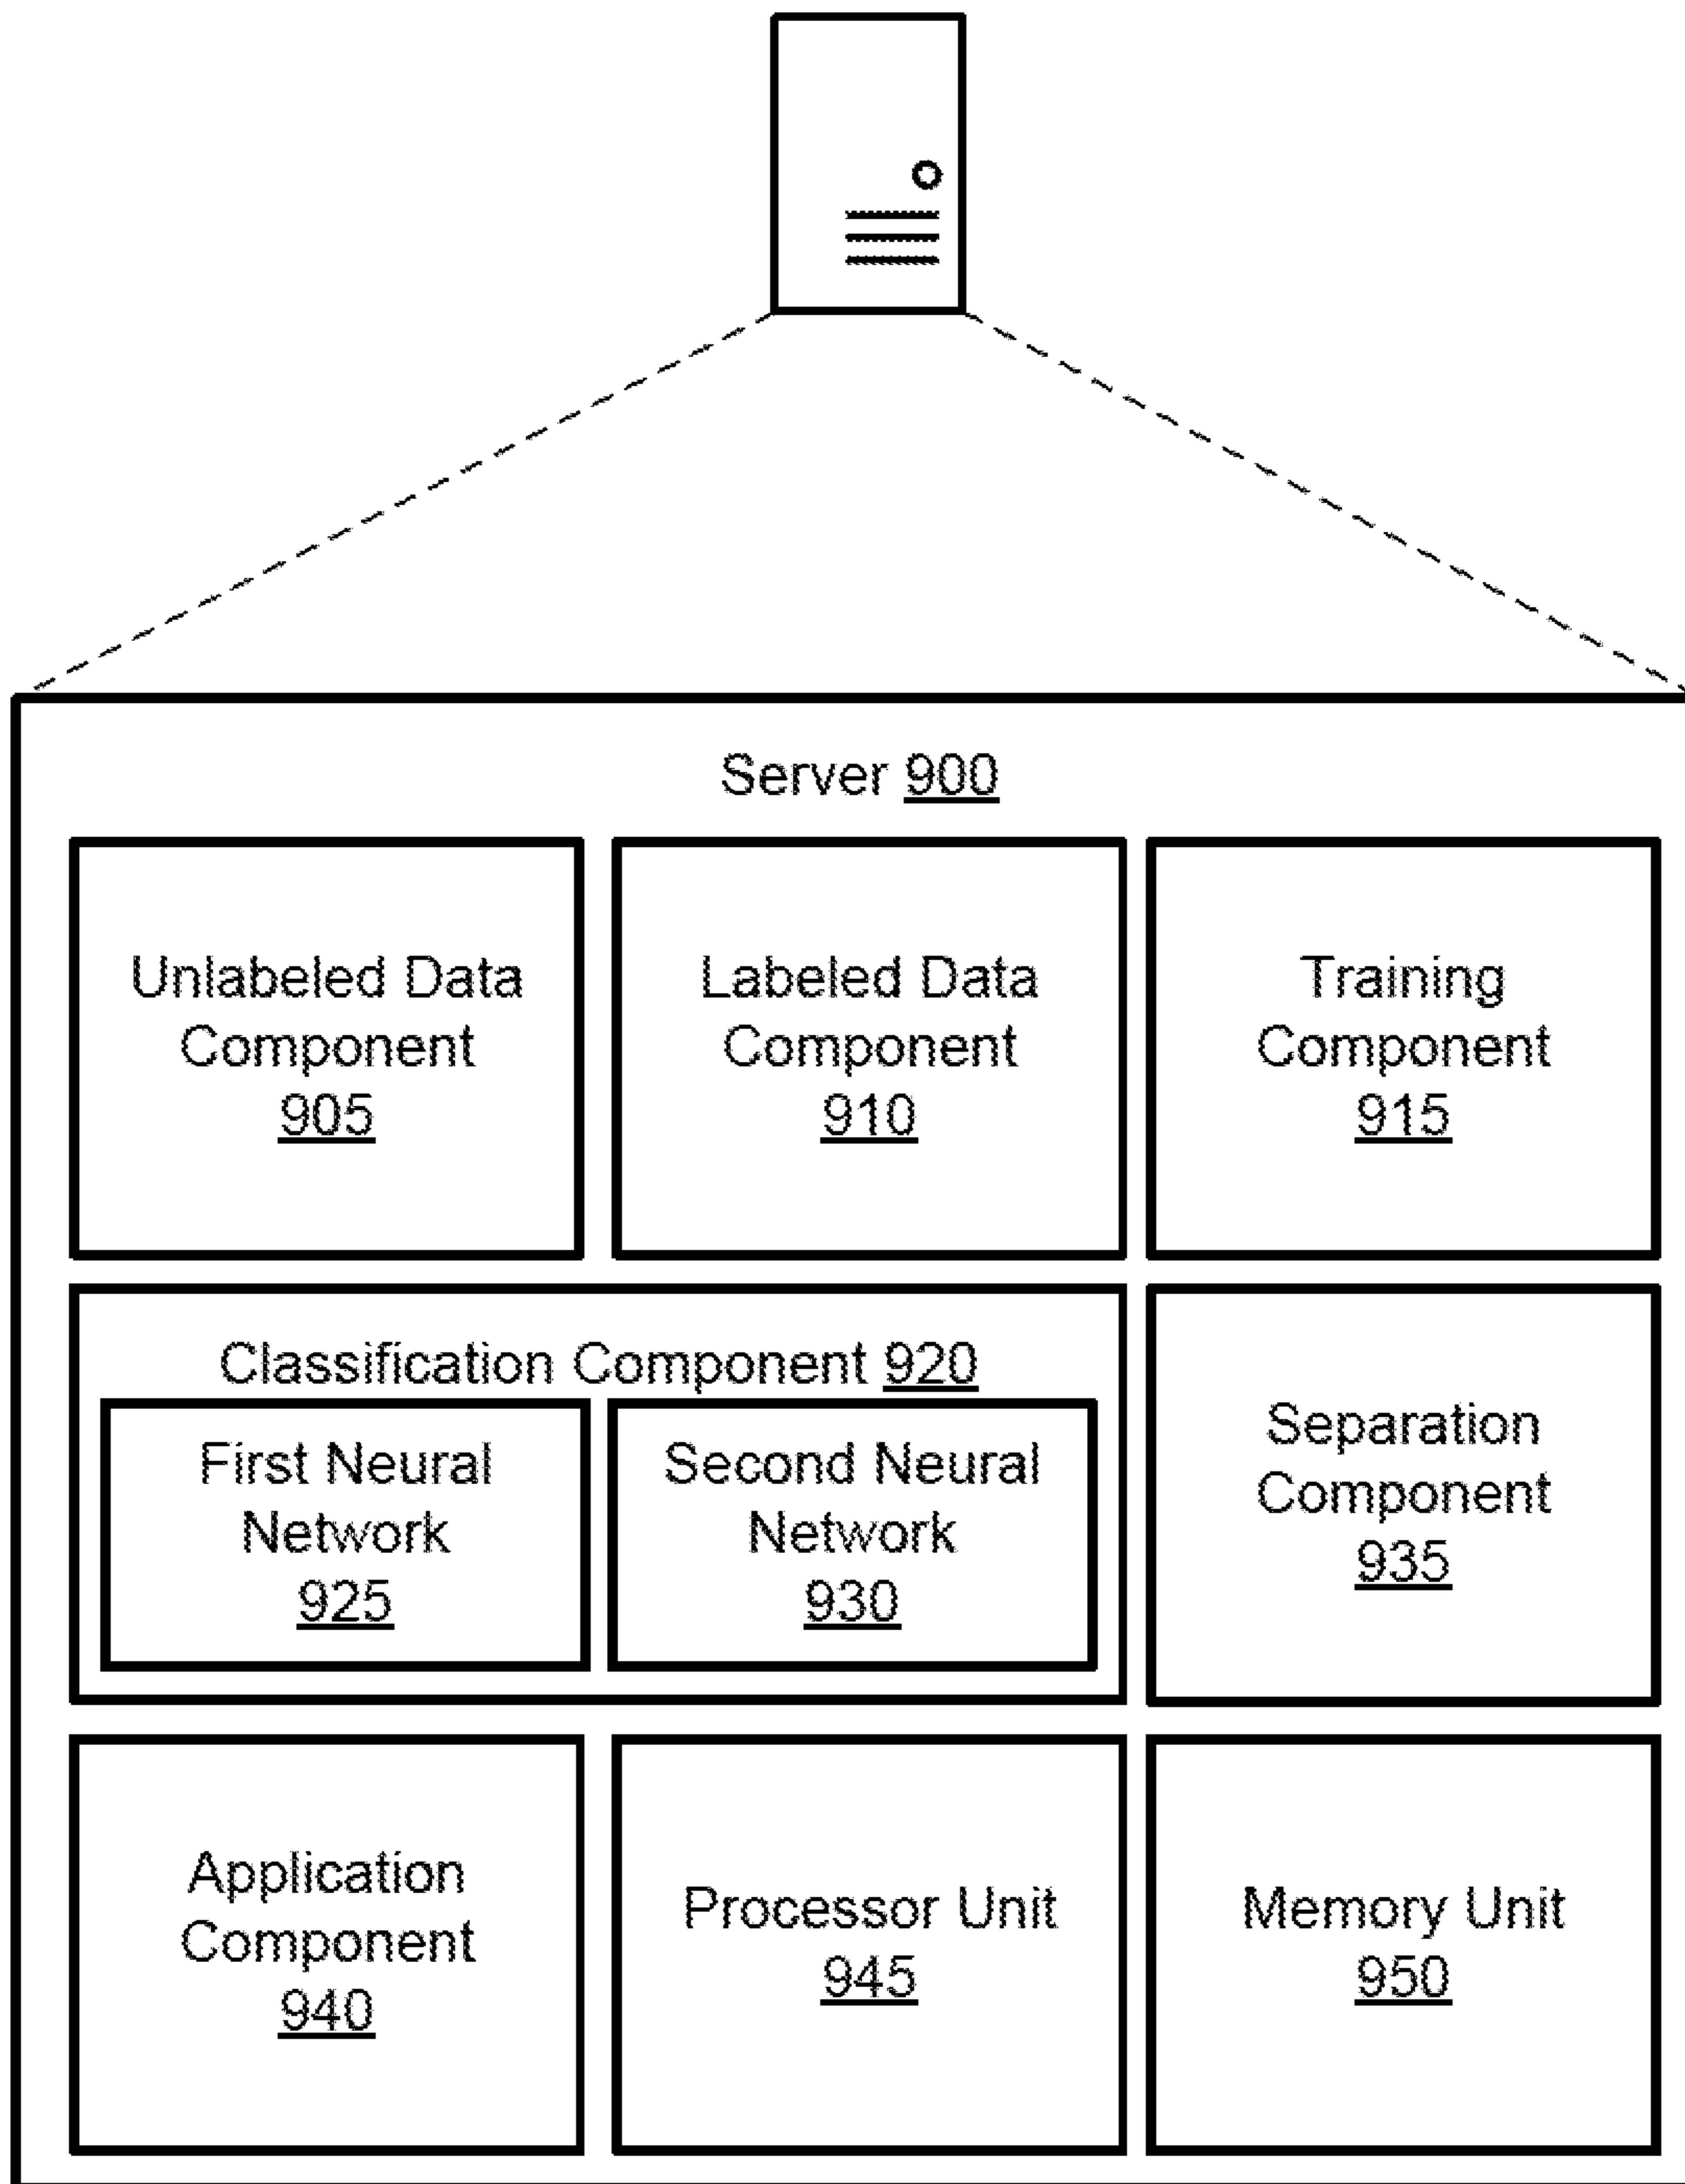 Server 900
Unlabeled Data
Component
905
Labeled Data
Component
910
Training
Component
915
Classification Component 920
First Neural
Network
925
Second Neural
Network
930
Separation
Component
935
Application
Component
940
Processor Unit
945
Memory Unit
950